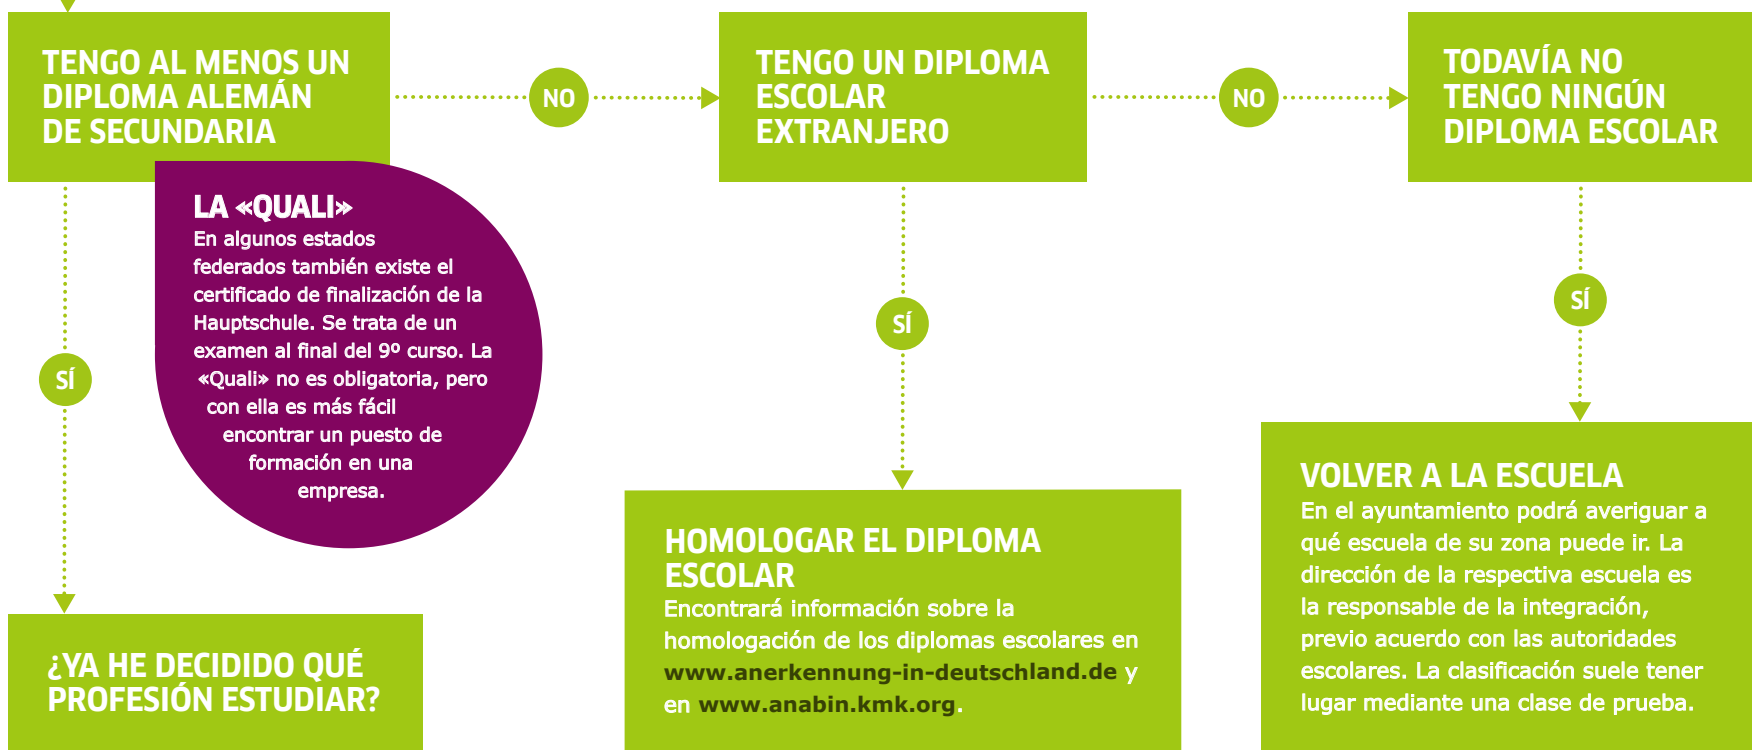 TENGO AL MENOS UN
DIPLOMA ALEMÁN
DE SECUNDARIA
NO
TENGO UN DIPLOMA
ESCOLAR
EXTRANJERO
NO
TODAVÍA NO
TENGO NINGÚN
DIPLOMA ESCOLAR
LA «QUALI»
En algunos estados
federados también existe el
certificado de finalización de la
Hauptschule. Se trata de un
examen al final del 9º curso. La
«Quali» no es obligatoria, pero
con ella es más fácil
encontrar un puesto de
formación en una
empresa.
SÍ
SÍ
SÍ
¿YA HE DECIDIDO QUÉ
PROFESIÓN ESTUDIAR?
HOMOLOGAR EL DIPLOMA
ESCOLAR
Encontrará información sobre la
homologación de los diplomas escolares en
www.anerkennung-in-deutschland.de y
en www.anabin.kmk.org.
VOLVER A LA ESCUELA
En el ayuntamiento podrá averiguar a
qué escuela de su zona puede ir. La
dirección de la respectiva escuela es
la responsable de la integración,
previo acuerdo con las autoridades
escolares. La clasificación suele tener
lugar mediante una clase de prueba.